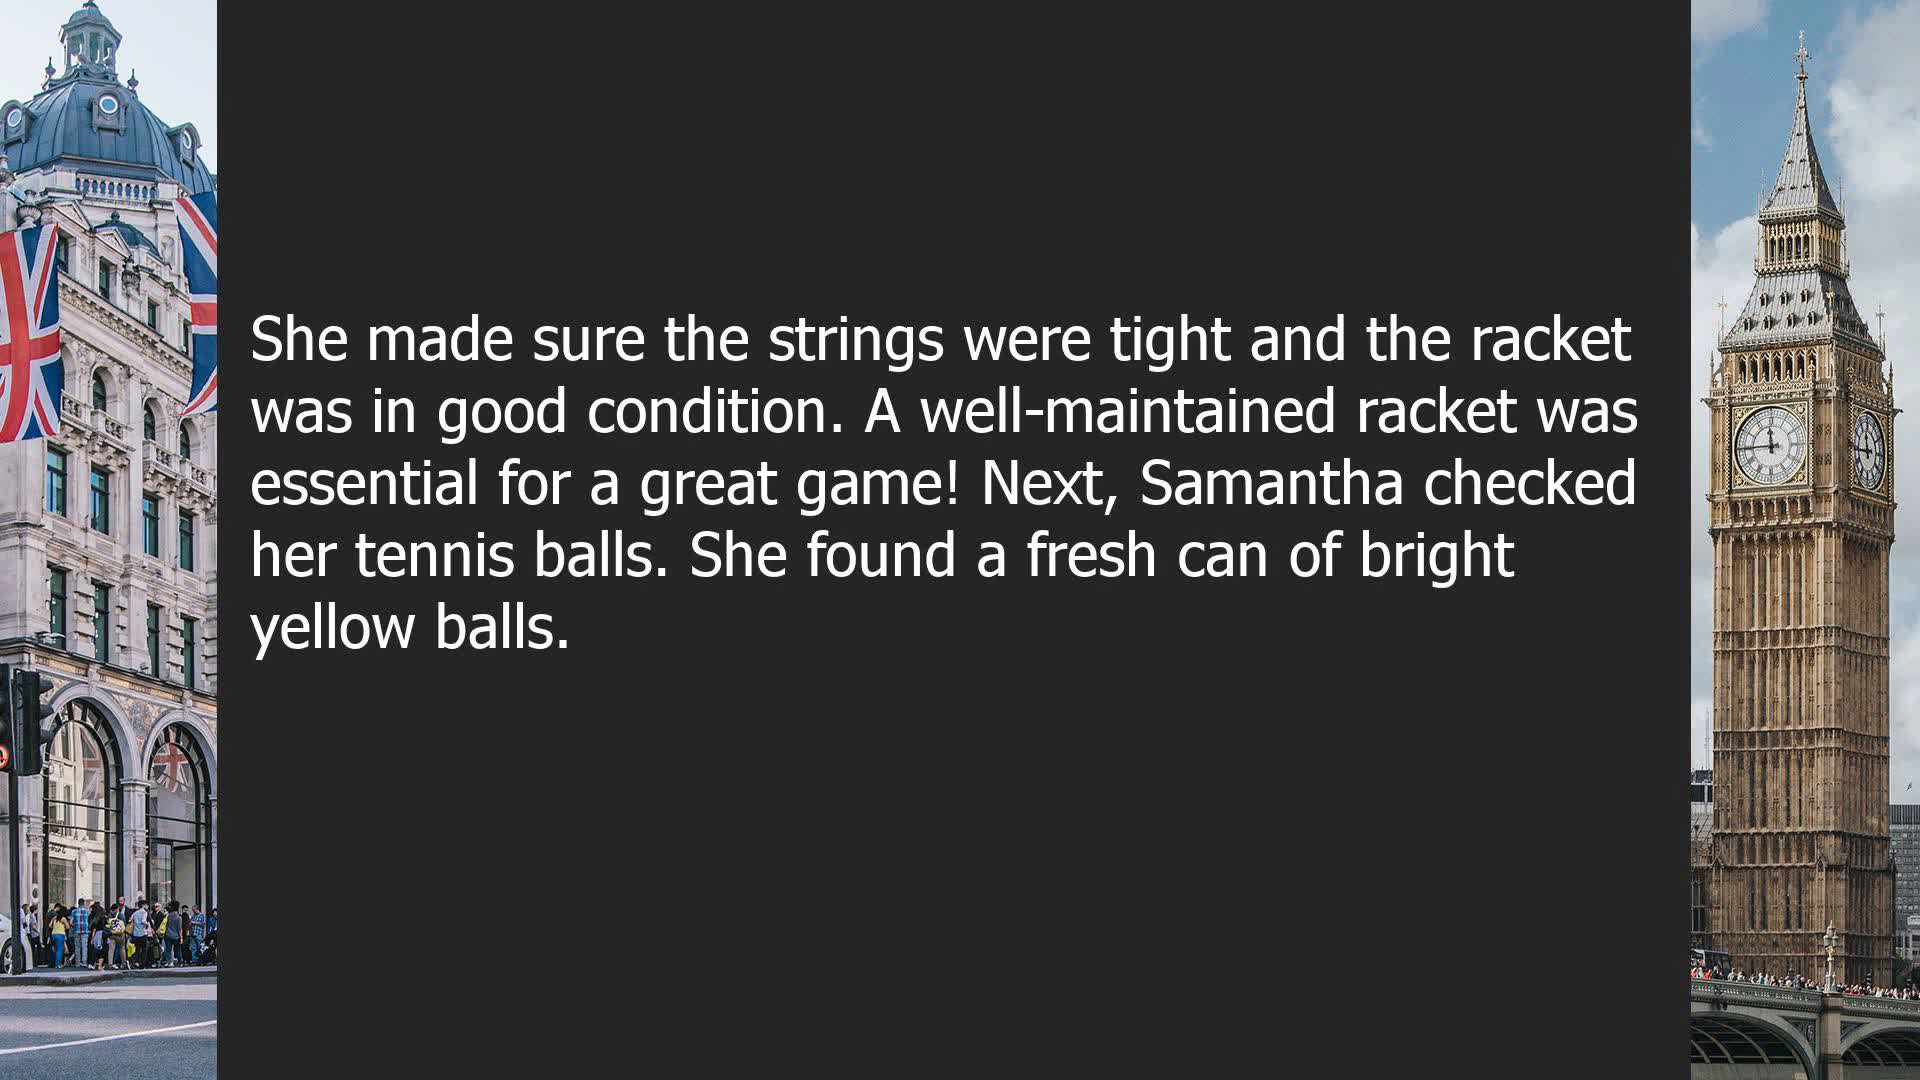 She made sure the strings were tight and the racket
was in good condition. A well-maintained racket was
essential for a great game! Next, Samantha checked
her tennis balls. She found a fresh can of bright
yellow balls.